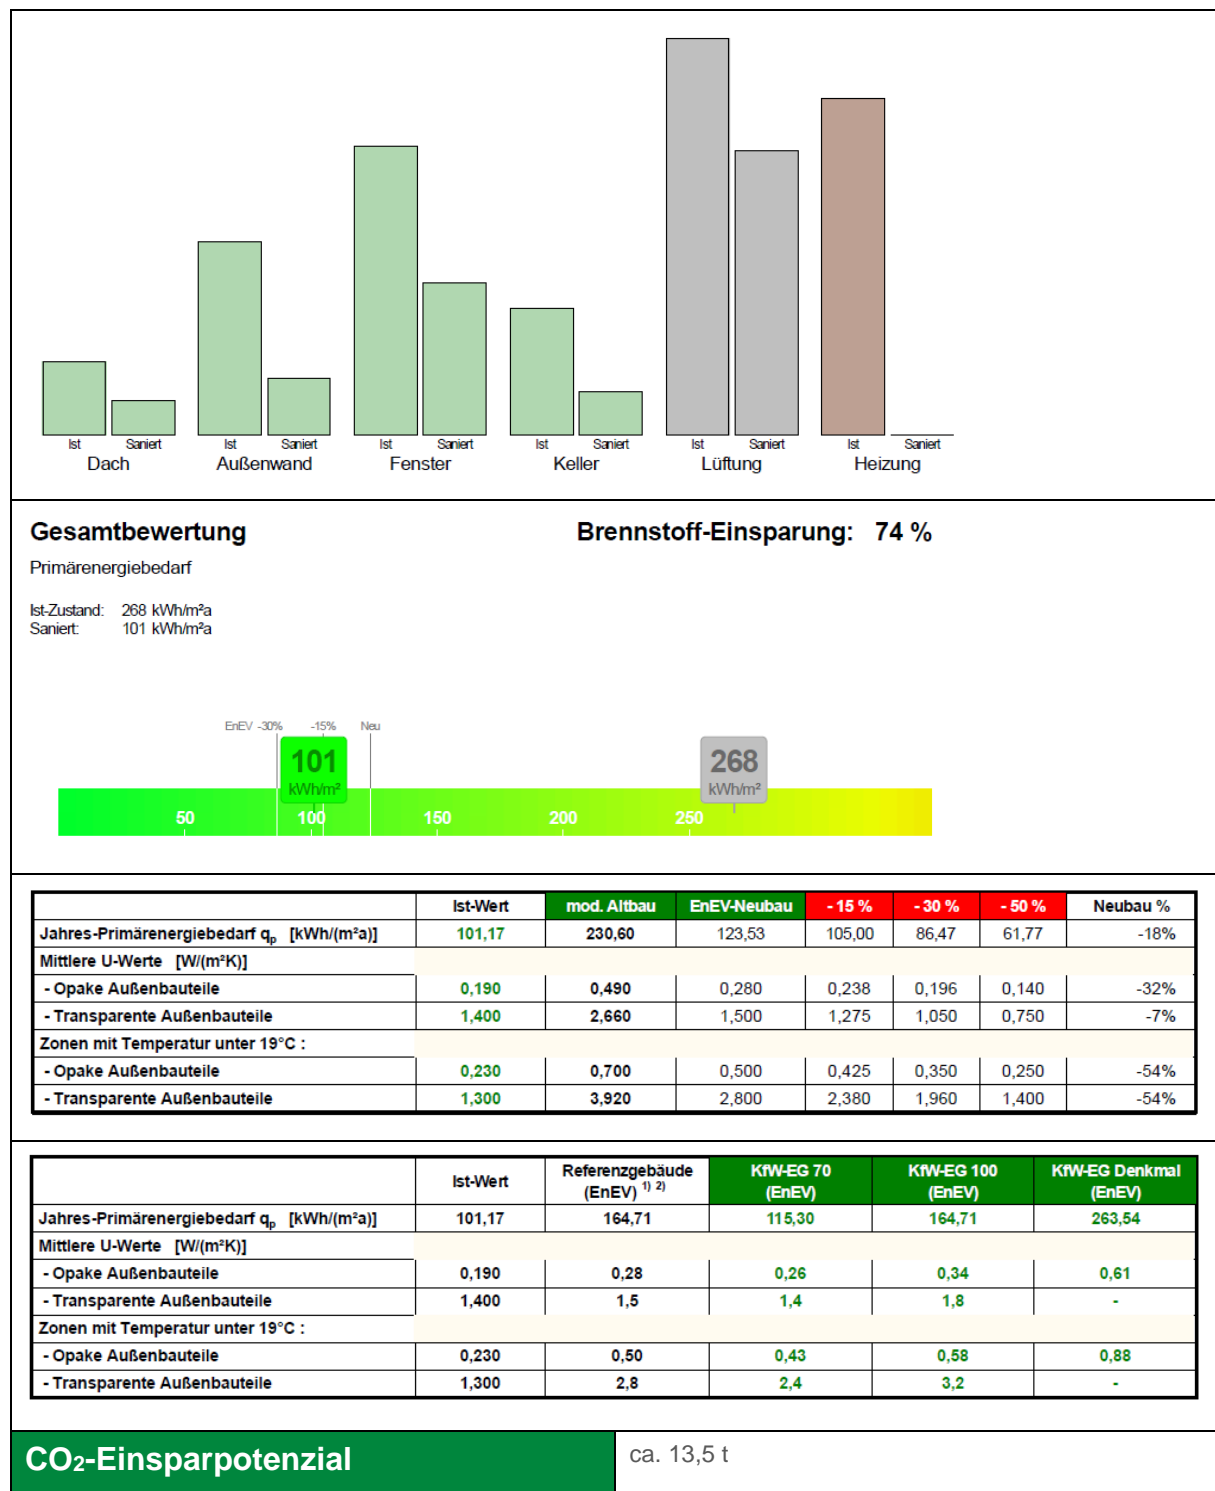 Ist Saniert Ist Saniert Ist Saniert Ist Saniert Ist Saniert Ist Saniert
Dach Außenwand Fenster Keller Lüftung Heizung
Gesamtbewertung Brennstoff-Einsparung: 74 %
Primärenergiebedarf
Ist-Zustand: 268 kWh/m²a
Saniert: 101 kWh/m²a
EnEV -30% -15% Neu
101 268
kWh/m² kWh/m²
50 100 150 200 250
Ist-Wert mod. Altbau EnEV-Neubau - 15 % - 30 % - 50 % Neubau %
Jahres-Primärenergiebedarf qp [kWh/(m²a)] 101,17 230,60 123,53 105,00 86,47 61,77 -18%
Mittlere U-Werte [W/(m²K)]
- Opake Außenbauteile 0,190 0,490 0,280 0,238 0,196 0,140 -32%
- Transparente Außenbauteile 1,400 2,660 1,500 1,275 1,050 0,750 -7%
Zonen mit Temperatur unter 19°C :
- Opake Außenbauteile 0,230 0,700 0,500 0,425 0,350 0,250 -54%
- Transparente Außenbauteile 1,300 3,920 2,800 2,380 1,960 1,400 -54%
Ist-Wert Referenzgebäude KfW-EG 70 KfW-EG 100 KfW-EG Denkmal
(EnEV) 1) 2) (EnEV) (EnEV) (EnEV)
Jahres-Primärenergiebedarf qp [kWh/(m²a)] 101,17 164,71 115,30 164,71 263,54
Mittlere U-Werte [W/(m²K)]
- Opake Außenbauteile 0,190 0,28 0,26 0,34 0,61
- Transparente Außenbauteile 1,400 1,5 1,4 1,8 -
Zonen mit Temperatur unter 19°C :
- Opake Außenbauteile 0,230 0,50 0,43 0,58 0,88
- Transparente Außenbauteile 1,300 2,8 2,4 3,2 -
CO2-Einsparpotenzial ca. 13,5 t